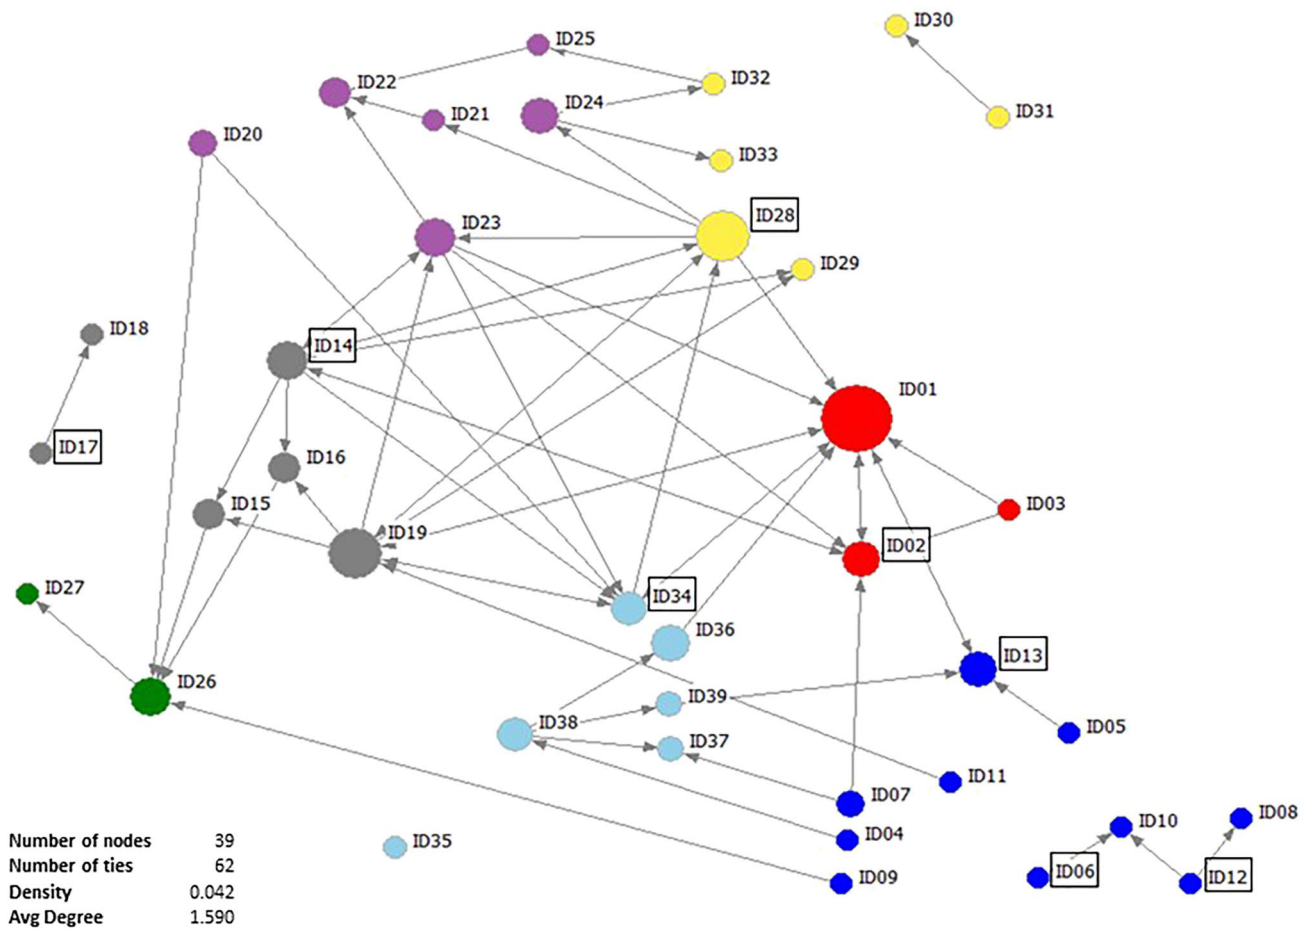 ID30
ID25
ID22
ID32
ID24
ID21
ID31
ID20
ID33
ID28
ID23
ID29
ID18
ID14
ID01
ID17
ID16
ID15
ID03
ID19
ID02
ID27
ID34
ID36
ID13
ID26
ID39
ID38
ID05
ID37
ID11
ID07
ID08
ID10
ID04
ID35
ID06
ID12
ID09
Number of nodes 39
Number of ties 62
Density 0.042
Avg Degree 1.590